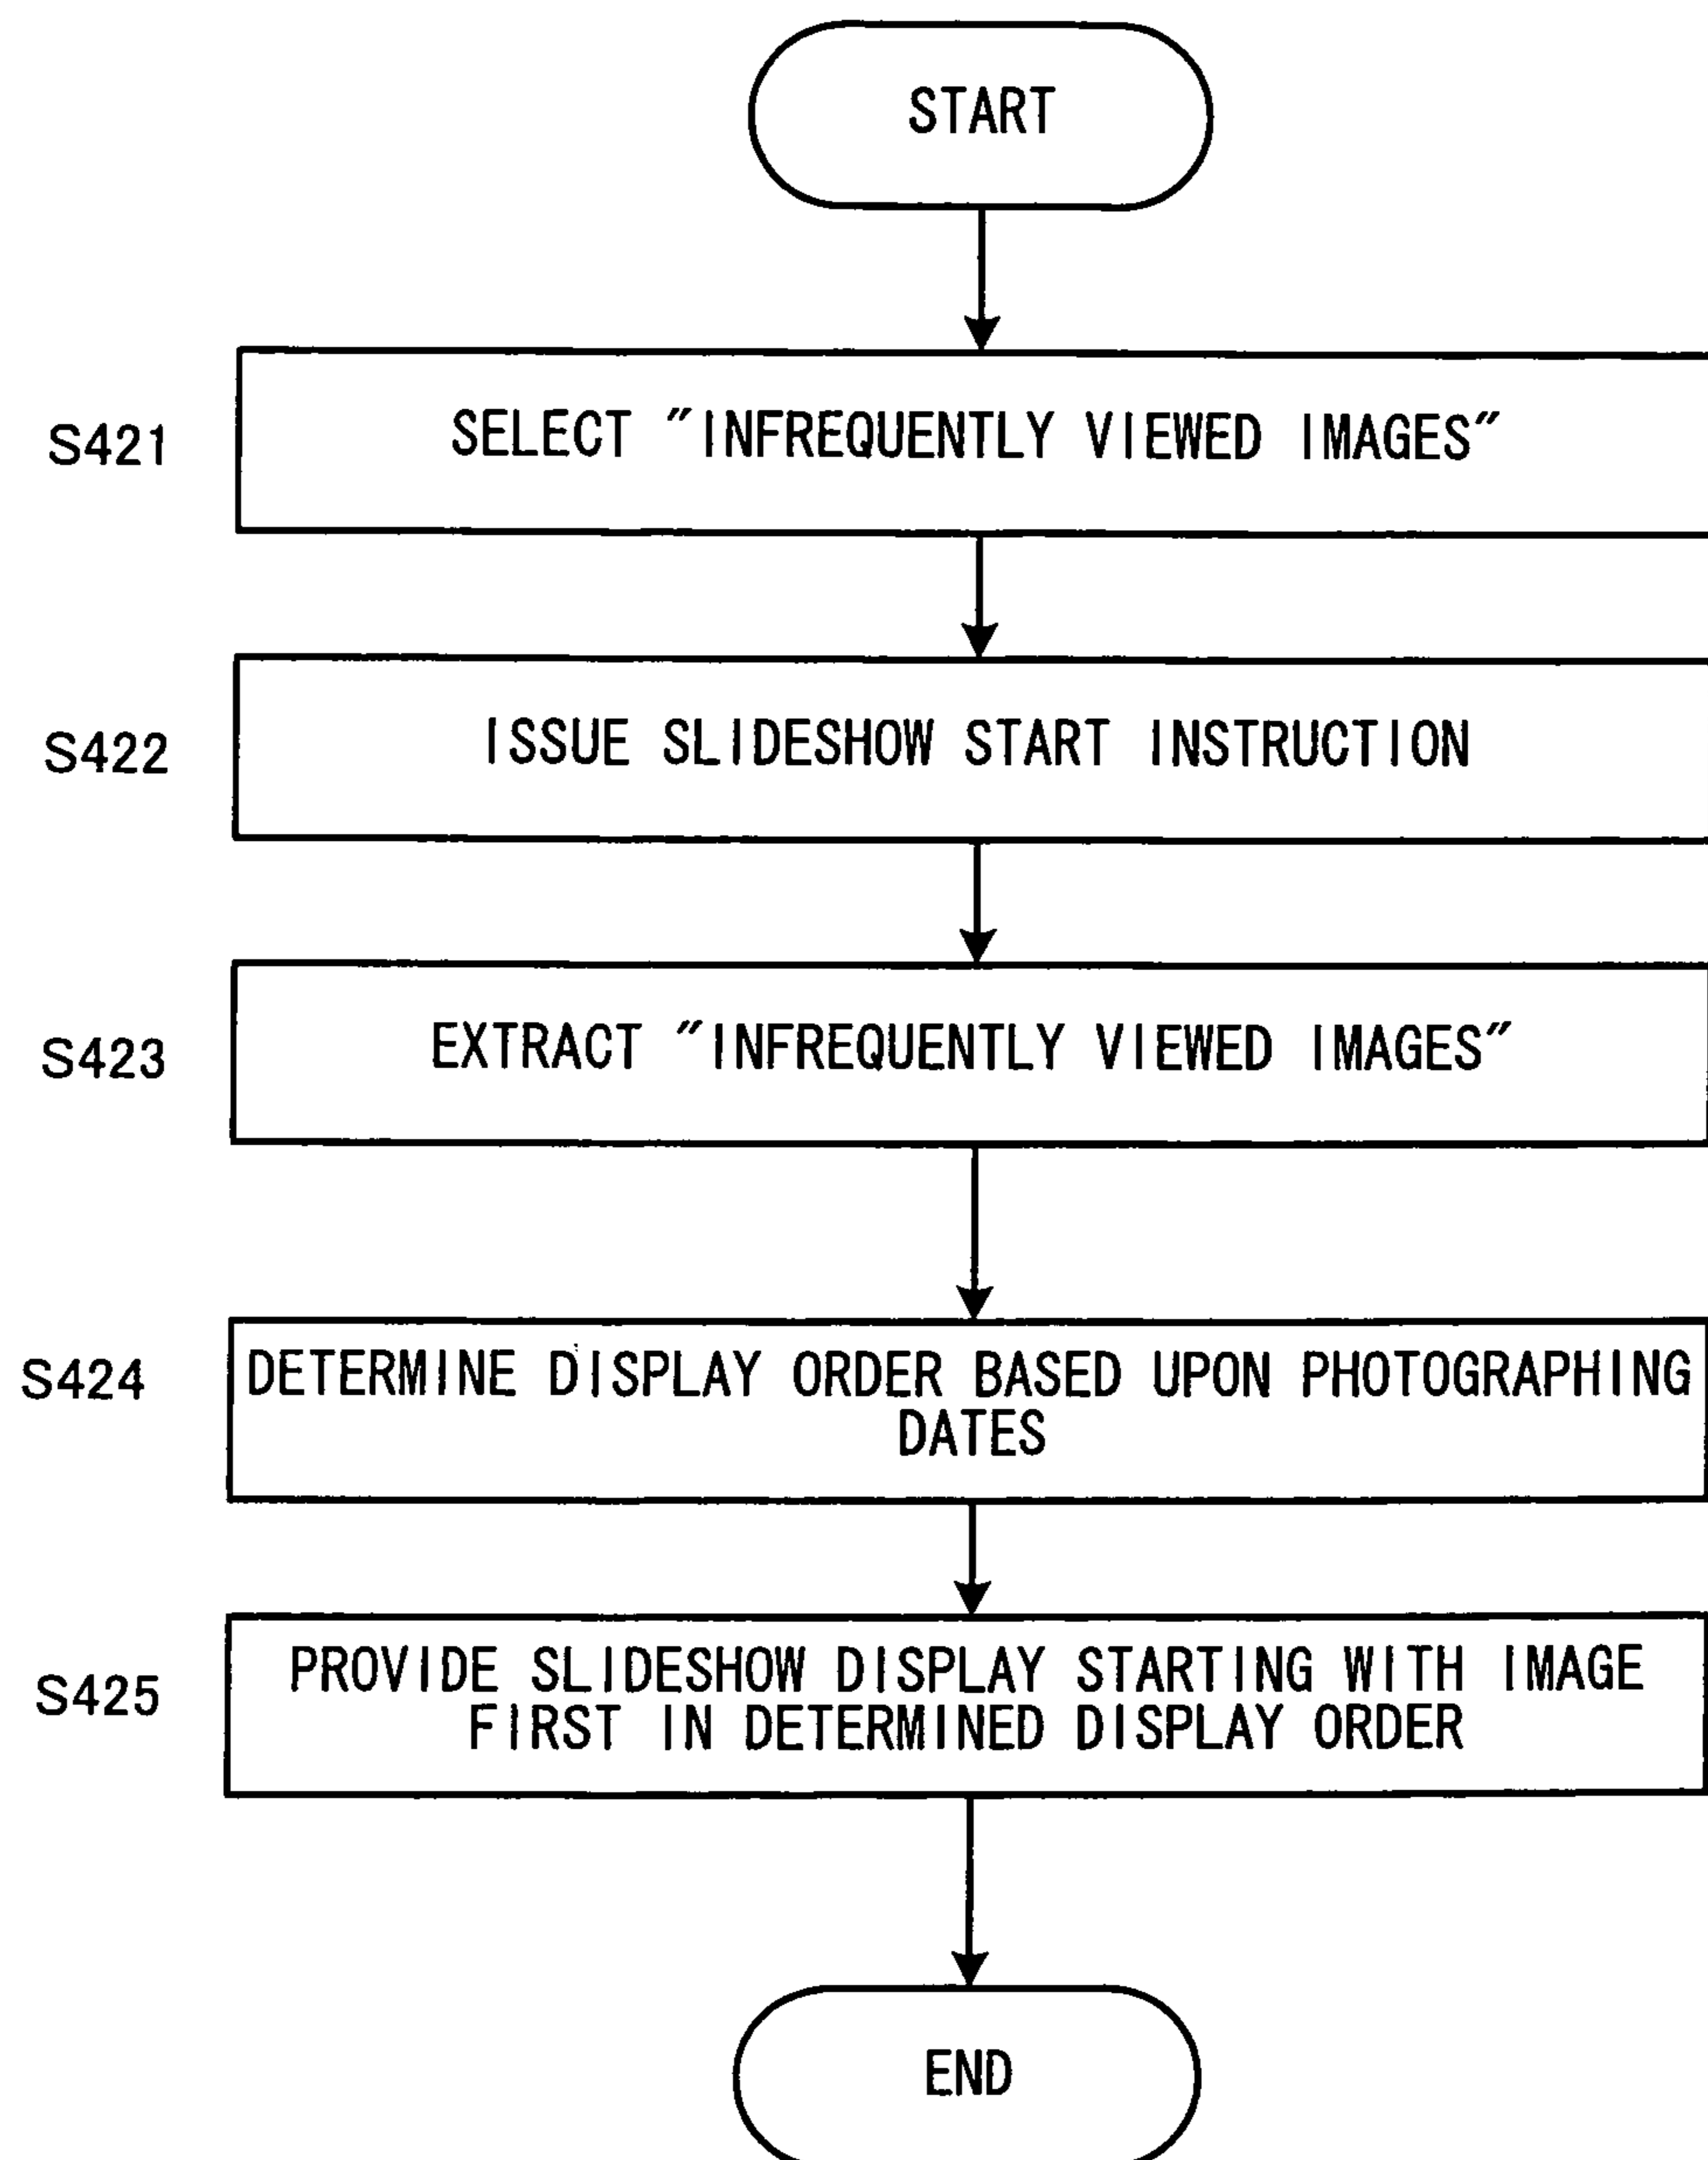 START
S421
SELECT "INFREQUENTLY VIEWED IMAGES"
S422
ISSUE SLIDESHOW START INSTRUCTION
S423
EXTRACT "INFREQUENTLY VIEWED IMAGES"
S424
DETERMINE DISPLAY ORDER BASED UPON PHOTOGRAPHING
DATES
S425
PROVIDE SLIDESHOW DISPLAY STARTING WITH IMAGE
FIRST IN DETERMINED DISPLAY ORDER
END